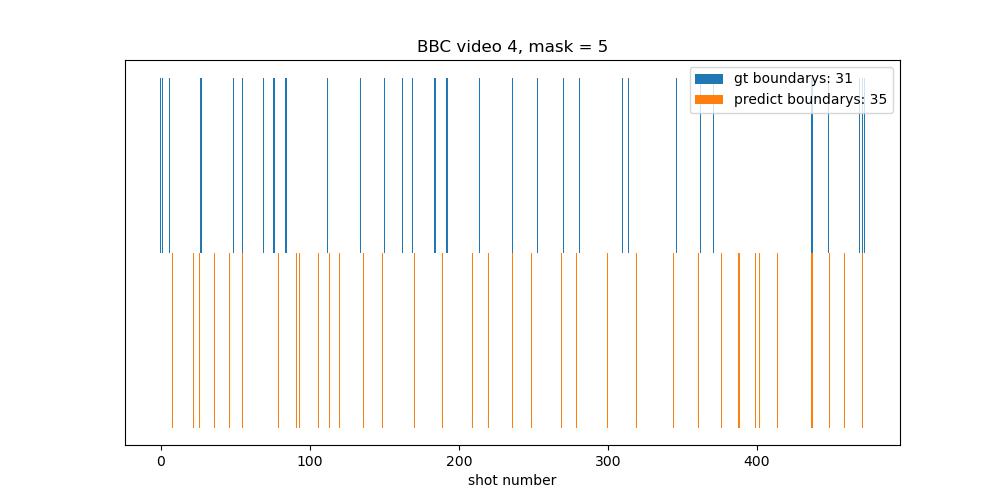 BBC video 4, mask = 5
gt boundarys: 31
predict boundarys: 35
0 100 200 300 400
shot number